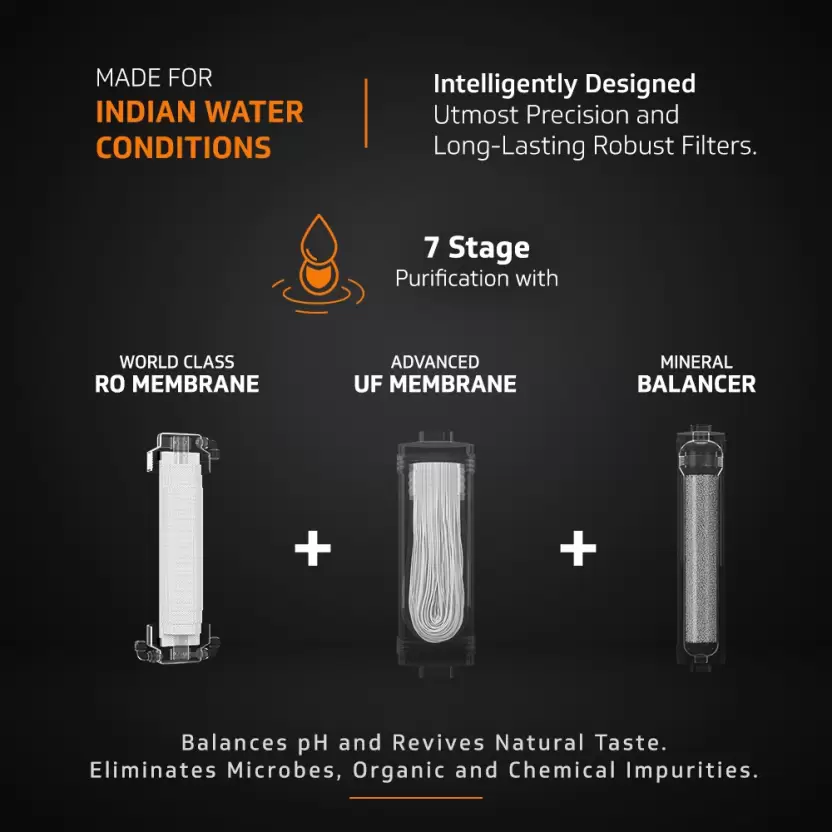 MADE FOR
INDIAN WATER
CONDITIONS
Intelligently Designed
Utmost Precision and
Long-Lasting Robust Filters.
7 Stage
Purification with
WORLD CLASS
RO MEMBRANE
ADVANCED
UF MEMBRANE
MINERAL
BALANCER
Balances pH and Revives Natural Taste.
Eliminates Microbes, Organic and Chemical Impurities.